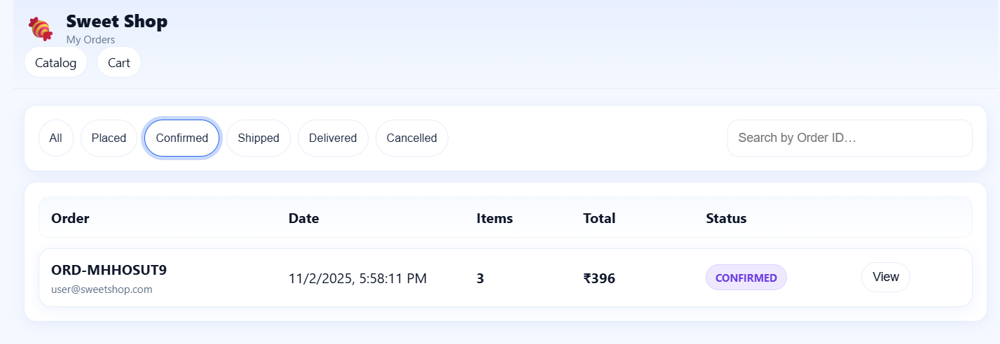 Sweet Shop
My Orders
Catalog Cart
All Placed Confirmed Shipped Delivered Cancelled Search by Order ID…
Order Date Items Total Status
ORD-MHHOSUT9
user@sweetshop.com
11/2/2025, 5:58:11 PM 3 ₹396 CONFIRMED View